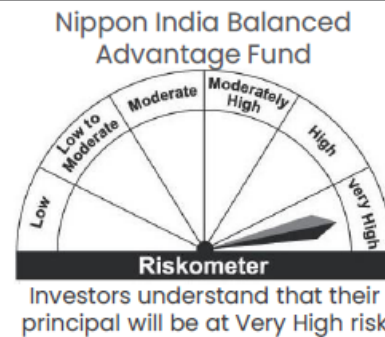 Nippon India Balanced
Advantage Fund
Low
Low to
Moderate
Moderate
Moderately
High
High
very High
Riskometer
Investors understand that their
principal will be at Very High risk